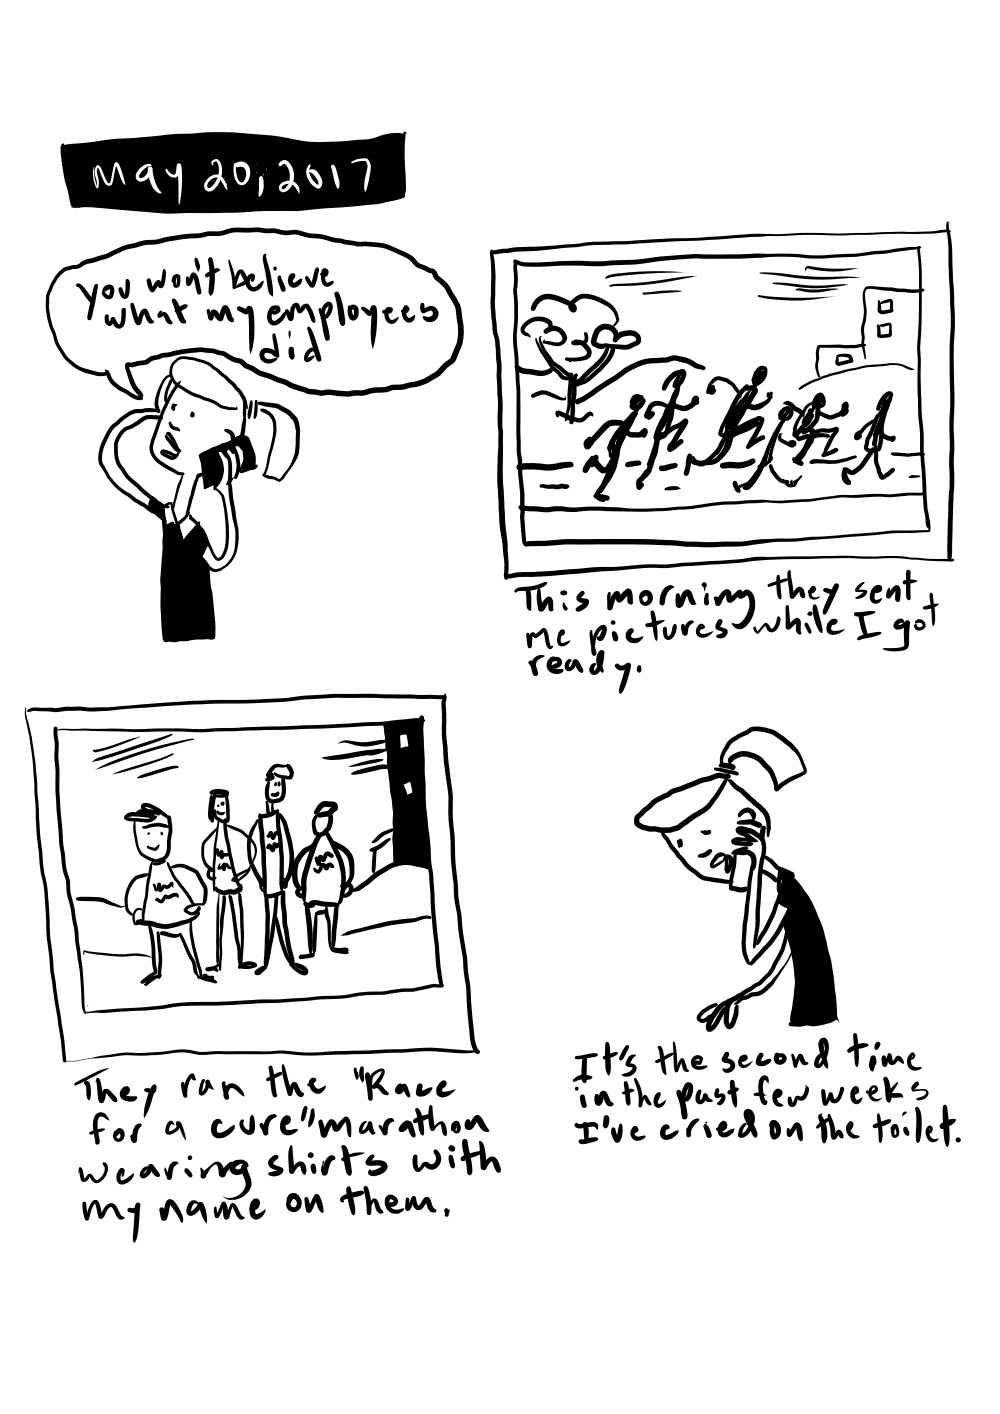 May 20, 2017
You won't believe
what my employees
did
This morning they sent
me pictures while I got
ready.
They ran the "Race
for a cure" marathon
wearing shirts with
my name on them.
It's the second time
in the past few weeks
I've cried on the toilet.